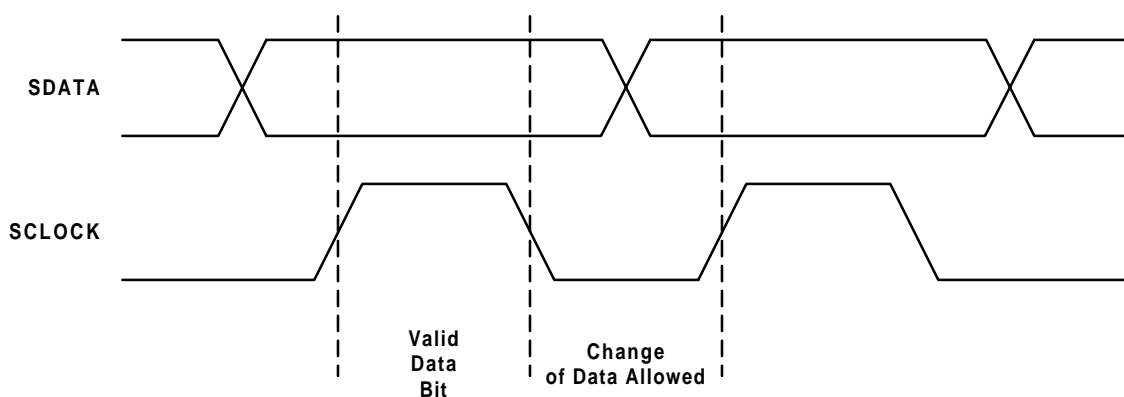 SDATA
SCLOCK
Valid
Data
Bit
Change
of Data Allowed